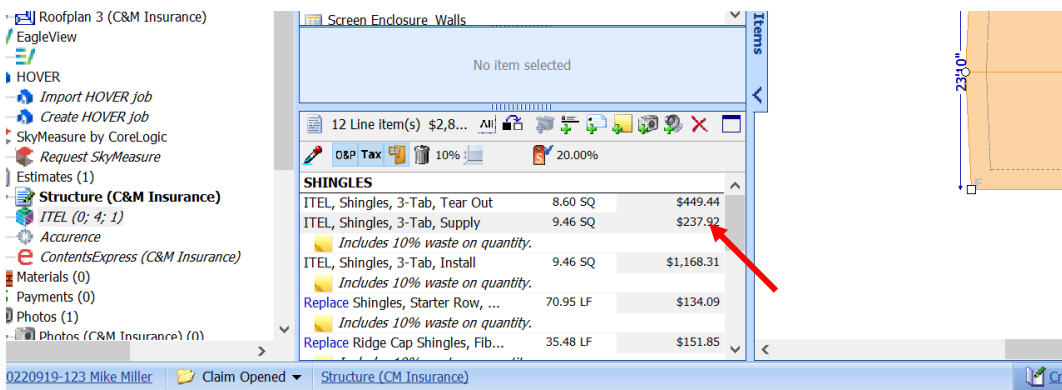 Roofplan 3 (C&M Insurance)
EagleView
HOVER
Import HOVER job
Create HOVER job
SkyMeasure by CoreLogic
Request SkyMeasure
Estimates (1)
Structure (C&M Insurance)
ITEL (0; 4; 1)
Accurence
ContentsExpress (C&M Insurance)
Materials (0)
Payments (0)
Photos (1)
Photos (C&M Insurance) (0)
Screen Enclosure Walls
No item selected
Items
12 Line item(s) $2,8... All
O&P Tax 10% 20.00%
SHINGLES
ITEL, Shingles, 3-Tab, Tear Out 8.60 SQ $449.44
ITEL, Shingles, 3-Tab, Supply 9.46 SQ $237.92
Includes 10% waste on quantity.
ITEL, Shingles, 3-Tab, Install 9.46 SQ $1,168.31
Includes 10% waste on quantity.
Replace Shingles, Starter Row, ... 70.95 LF $134.09
Includes 10% waste on quantity.
Replace Ridge Cap Shingles, Fib... 35.48 LF $151.85
23'10"
F
0220919-123 Mike Miller Claim Opened Structure (CM Insurance)